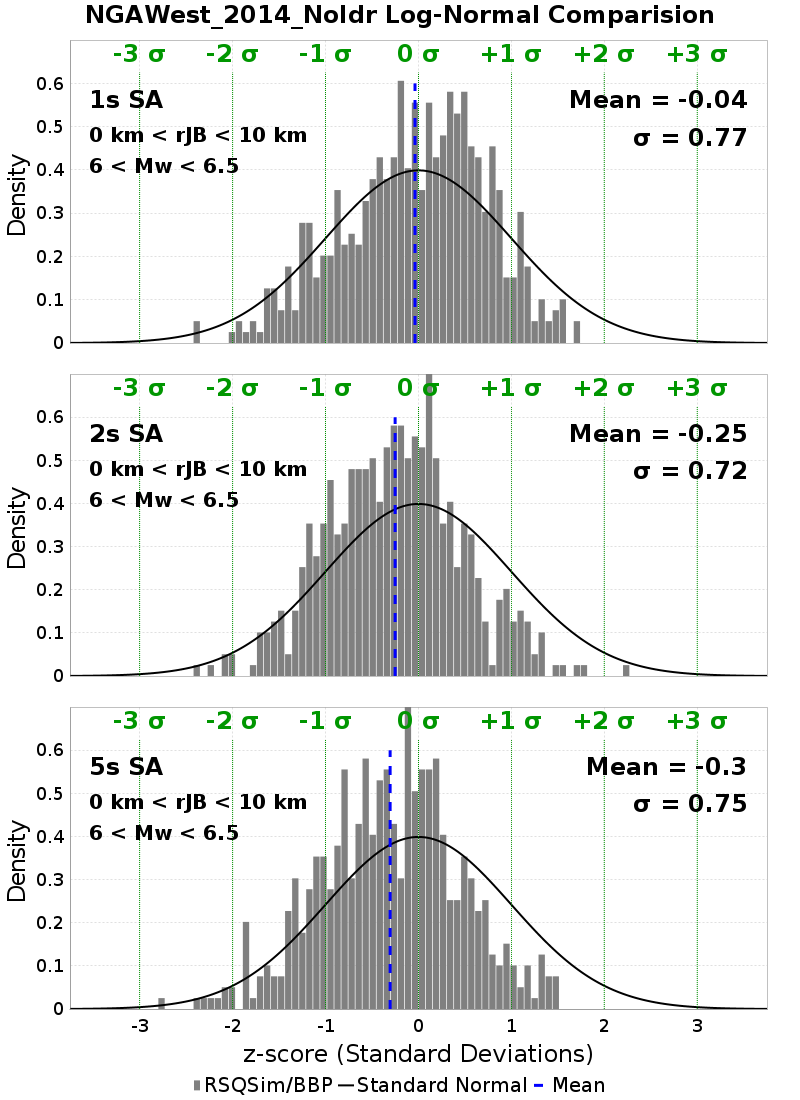 NGAWest_2014_NoIdr Log-Normal Comparision
-3 σ -2 σ -1 σ 0 σ +1 σ +2 σ +3 σ
1s SA
Mean = -0.04
0 km < rJB < 10 km
σ = 0.77
6 < Mw < 6.5
Density
0.6
0.5
0.4
0.3
0.2
0.1
0
-3 σ -2 σ -1 σ 0 σ +1 σ +2 σ +3 σ
2s SA
Mean = -0.25
0 km < rJB < 10 km
σ = 0.72
6 < Mw < 6.5
Density
0.6
0.5
0.4
0.3
0.2
0.1
0
-3 σ -2 σ -1 σ 0 σ +1 σ +2 σ +3 σ
5s SA
Mean = -0.3
0 km < rJB < 10 km
σ = 0.75
6 < Mw < 6.5
Density
0.6
0.5
0.4
0.3
0.2
0.1
0
-3 -2 -1 0 1 2 3
z-score (Standard Deviations)
RSQSim/BBP Standard Normal Mean